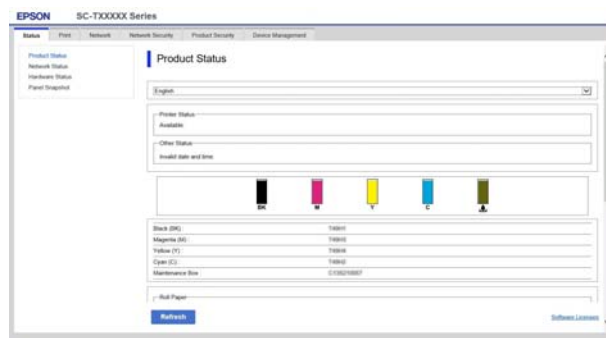 EPSON SC-TXXXXX Series
Status Print Network Network Security Product Security Device Management
Product Status
Network Status
Hardware Status
Panel Snapshot
Product Status
English
Printer Status
Available
Other Status
Invalid date and time.
BK M Y C
Black (BK) :
Magenta (M) :
Yellow (Y) :
Cyan (C) :
Maintenance Box :
Roll Paper
Refresh
Software Licenses